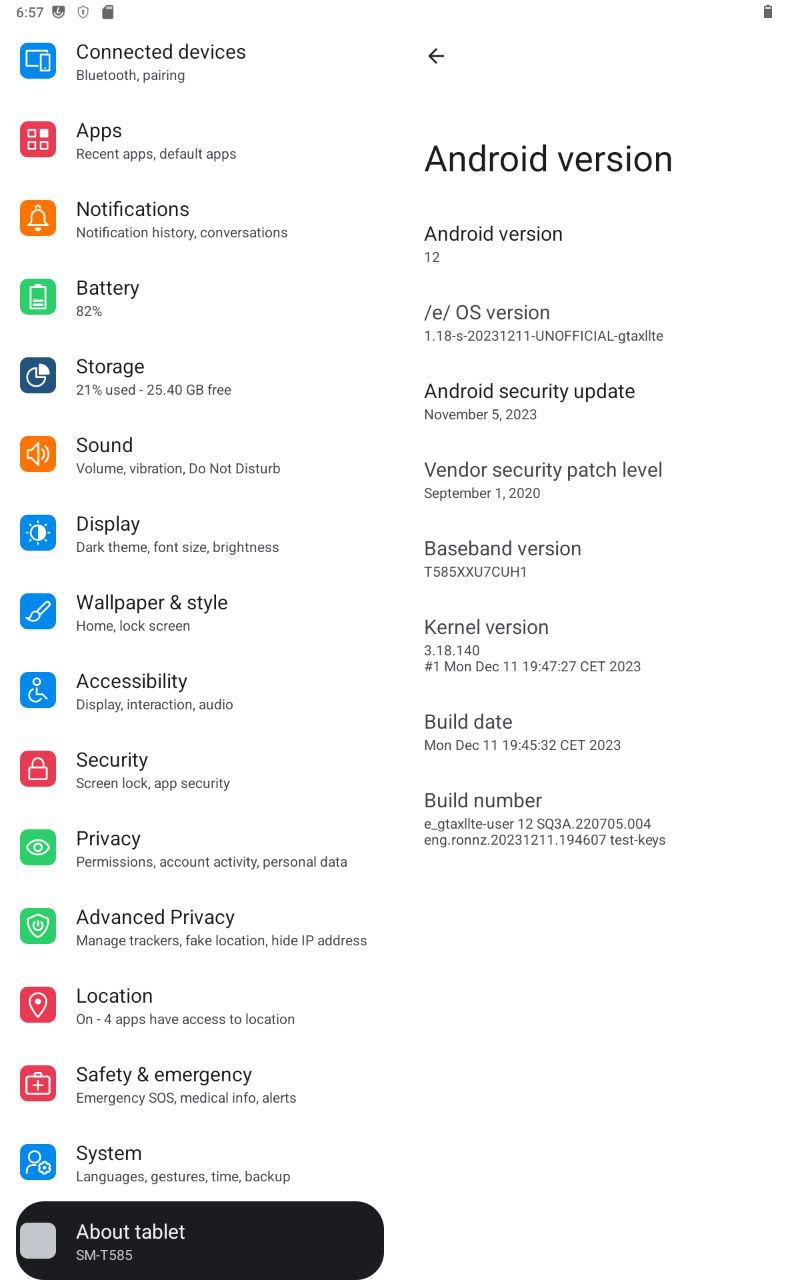 6:57
Connected devices
Bluetooth, pairing
Apps
Recent apps, default apps
Notifications
Notification history, conversations
Battery
82%
Storage
21% used - 25.40 GB free
Sound
Volume, vibration, Do Not Disturb
Display
Dark theme, font size, brightness
Wallpaper & style
Home, lock screen
Accessibility
Display, interaction, audio
Security
Screen lock, app security
Privacy
Permissions, account activity, personal data
Advanced Privacy
Manage trackers, fake location, hide IP address
Location
On - 4 apps have access to location
Safety & emergency
Emergency SOS, medical info, alerts
System
Languages, gestures, time, backup
About tablet
SM-T585
Android version
Android version
12
/e/ OS version
1.18-s-20231211-UNOFFICIAL-gtaxllte
Android security update
November 5, 2023
Vendor security patch level
September 1, 2020
Baseband version
T585XXU7CUH1
Kernel version
3.18.140
#1 Mon Dec 11 19:47:27 CET 2023
Build date
Mon Dec 11 19:45:32 CET 2023
Build number
e_gtaxllte-user 12 SQ3A.220705.004
eng.ronnz.20231211.194607 test-keys